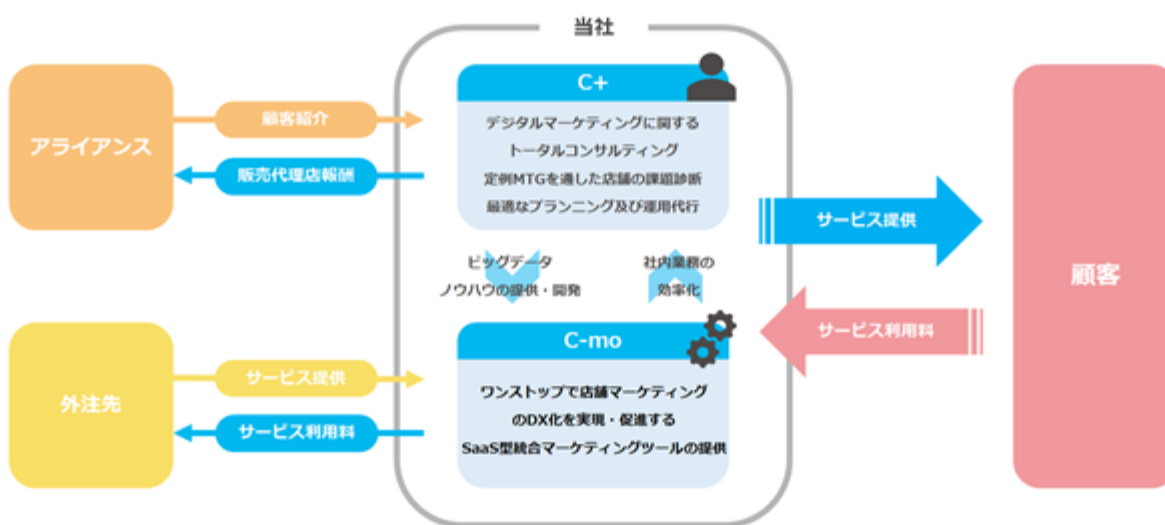 当社
アライアンス
顧客紹介
販売代理店報酬
C+
デジタルマーケティングに関する
トータルコンサルティング
定例MTGを通した店舗の課題診断
最適なプランニング及び運用代行
ビッグデータ
ノウハウの提供・開発
社内業務の
効率化
サービス提供
サービス利用料
顧客
外注先
サービス提供
サービス利用料
C-mo
ワンストップで店舗マーケティング
のDX化を実現・促進する
SaaS型統合マーケティングツールの提供